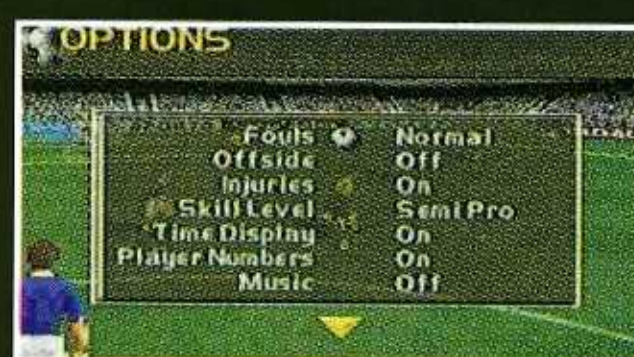 OPTIONS
Fouls Normal
Offside Off
Injuries On
Skill Level Semi Pro
Time Display On
Player Numbers On
Music Off